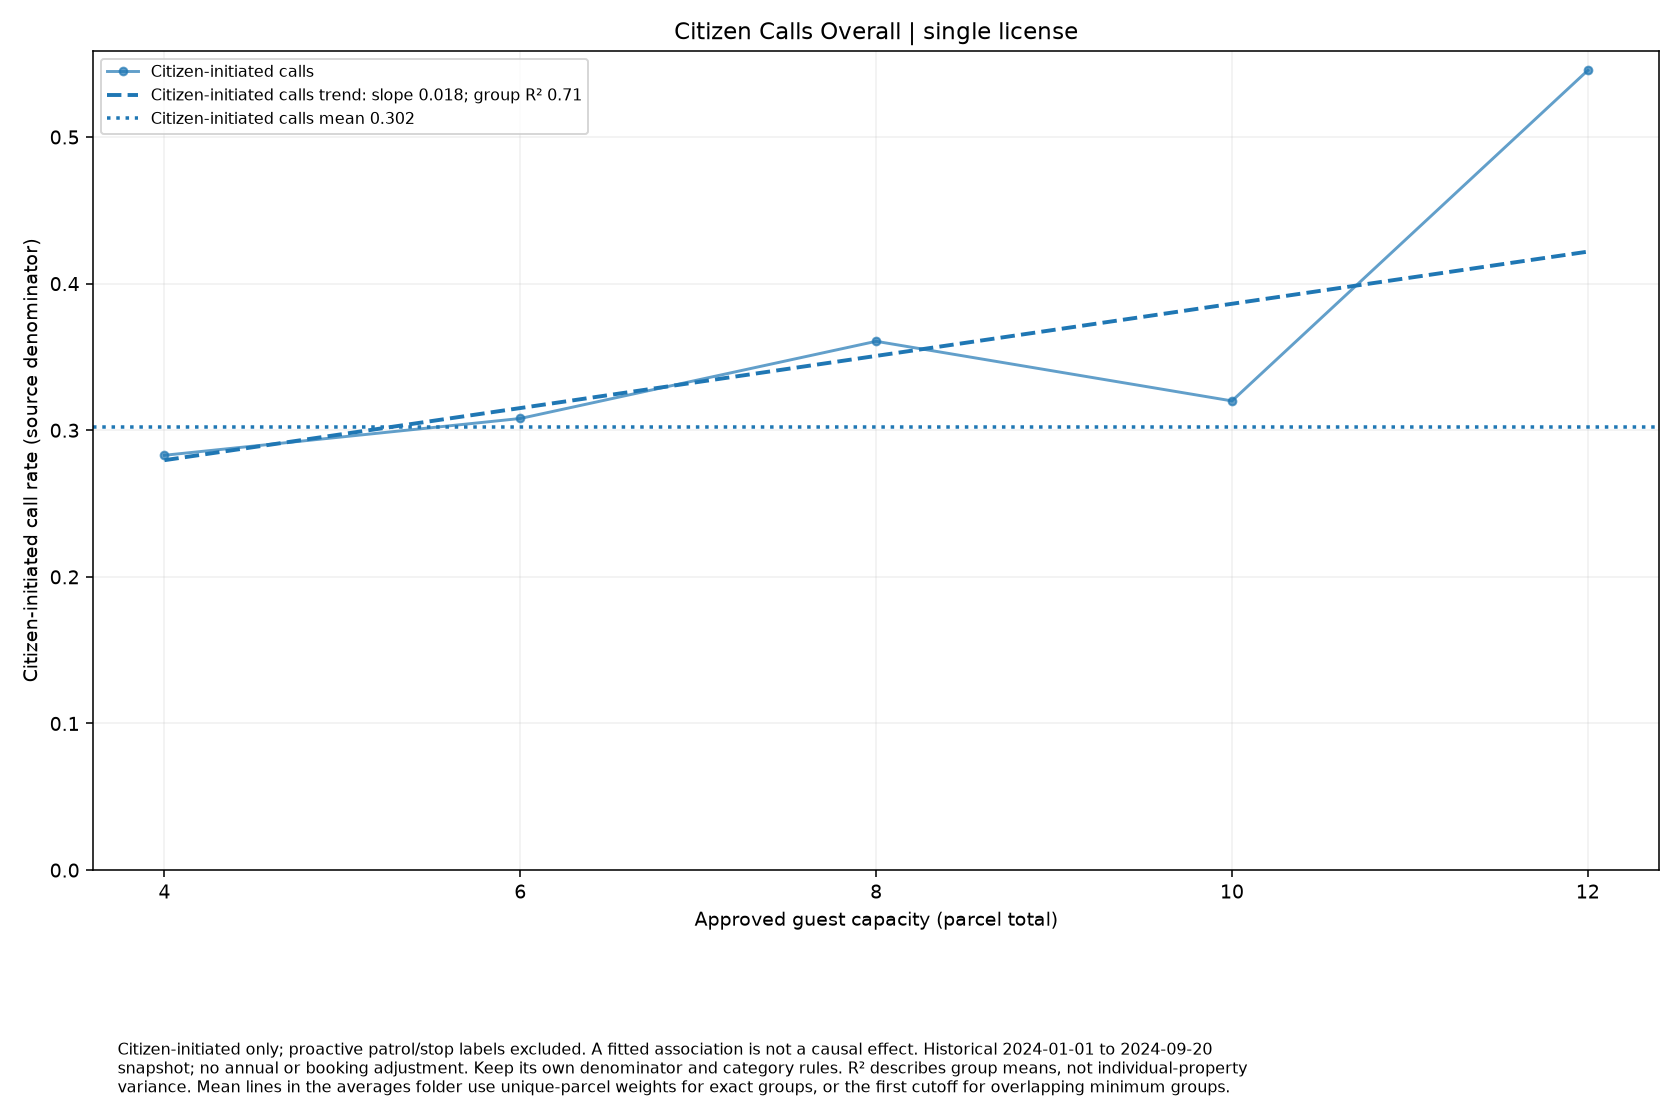 Citizen Calls Overall | single license
Citizen-initiated calls
Citizen-initiated calls trend: slope 0.018; group R² 0.71
Citizen-initiated calls mean 0.302
Citizen-initiated call rate (source denominator)
0.5
0.4
0.3
0.2
0.1
0.0
4 6 8 10 12
Approved guest capacity (parcel total)
Citizen-initiated only; proactive patrol/stop labels excluded. A fitted association is not a causal effect. Historical 2024-01-01 to 2024-09-20
snapshot; no annual or booking adjustment. Keep its own denominator and category rules. R² describes group means, not individual-property
variance. Mean lines in the averages folder use unique-parcel weights for exact groups, or the first cutoff for overlapping minimum groups.